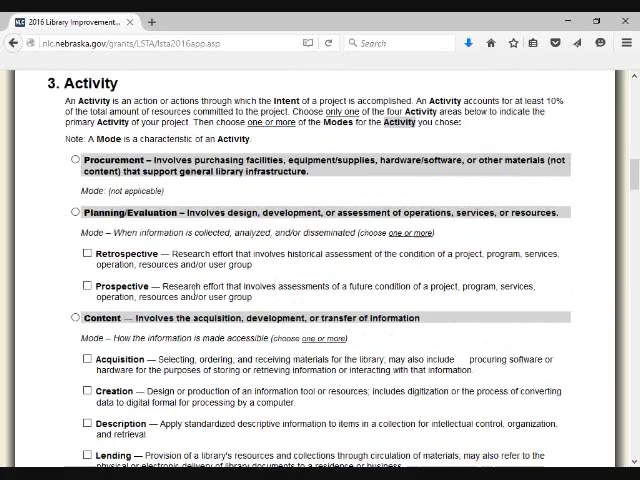 2016 Library Improvement...
nlc.nebraska.gov/grants/LSTA/lsta2016app.asp
Search
3. Activity
An Activity is an action or actions through which the Intent of a project is accomplished. An Activity accounts for at least 10%
of the total amount of resources committed to the project. Choose only one of the four Activity areas below to indicate the
primary Activity of your project. Then choose one or more of the Modes for the Activity you chose:
Note: A Mode is a characteristic of an Activity.
Procurement – Involves purchasing facilities, equipment/supplies, hardware/software, or other materials (not
content) that support general library infrastructure.
Mode: (not applicable)
Planning/Evaluation – Involves design, development, or assessment of operations, services, or resources.
Mode – When information is collected, analyzed, and/or disseminated (choose one or more)
Retrospective — Research effort that involves historical assessment of the condition of a project, program, services,
operation, resources and/or user group
Prospective — Research effort that involves assessments of a future condition of a project, program, services,
operation, resources and/or user group
Content — Involves the acquisition, development, or transfer of information
Mode – How the information is made accessible (choose one or more)
Acquisition — Selecting, ordering, and receiving materials for the library; may also include procuring software or
hardware for the purposes of storing or retrieving information or interacting with that information.
Creation — Design or production of an information tool or resources; includes digitization or the process of converting
data to digital format for processing by a computer.
Description — Apply standardized descriptive information to items in a collection for intellectual control, organization,
and retrieval.
Lending — Provision of a library's resources and collections through circulation of materials; may also refer to the
physical or electronic delivery of library documents to a residence or business.